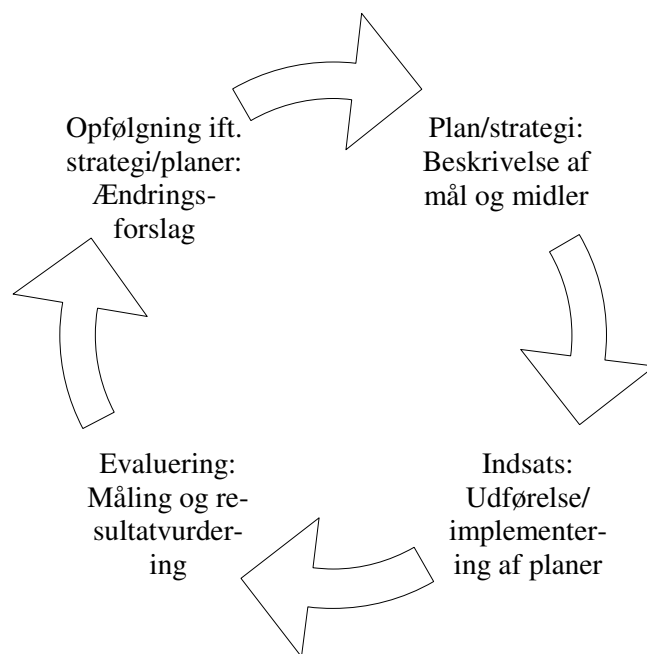 Opfølgning ift.
strategi/planer:
Ændrings-
forslag
Plan/strategi:
Beskrivelse af
mål og midler
Indsats:
Udførelse/
implementer-
ing af planer
Evaluering:
Måling og re-
sultatvurder-
ing